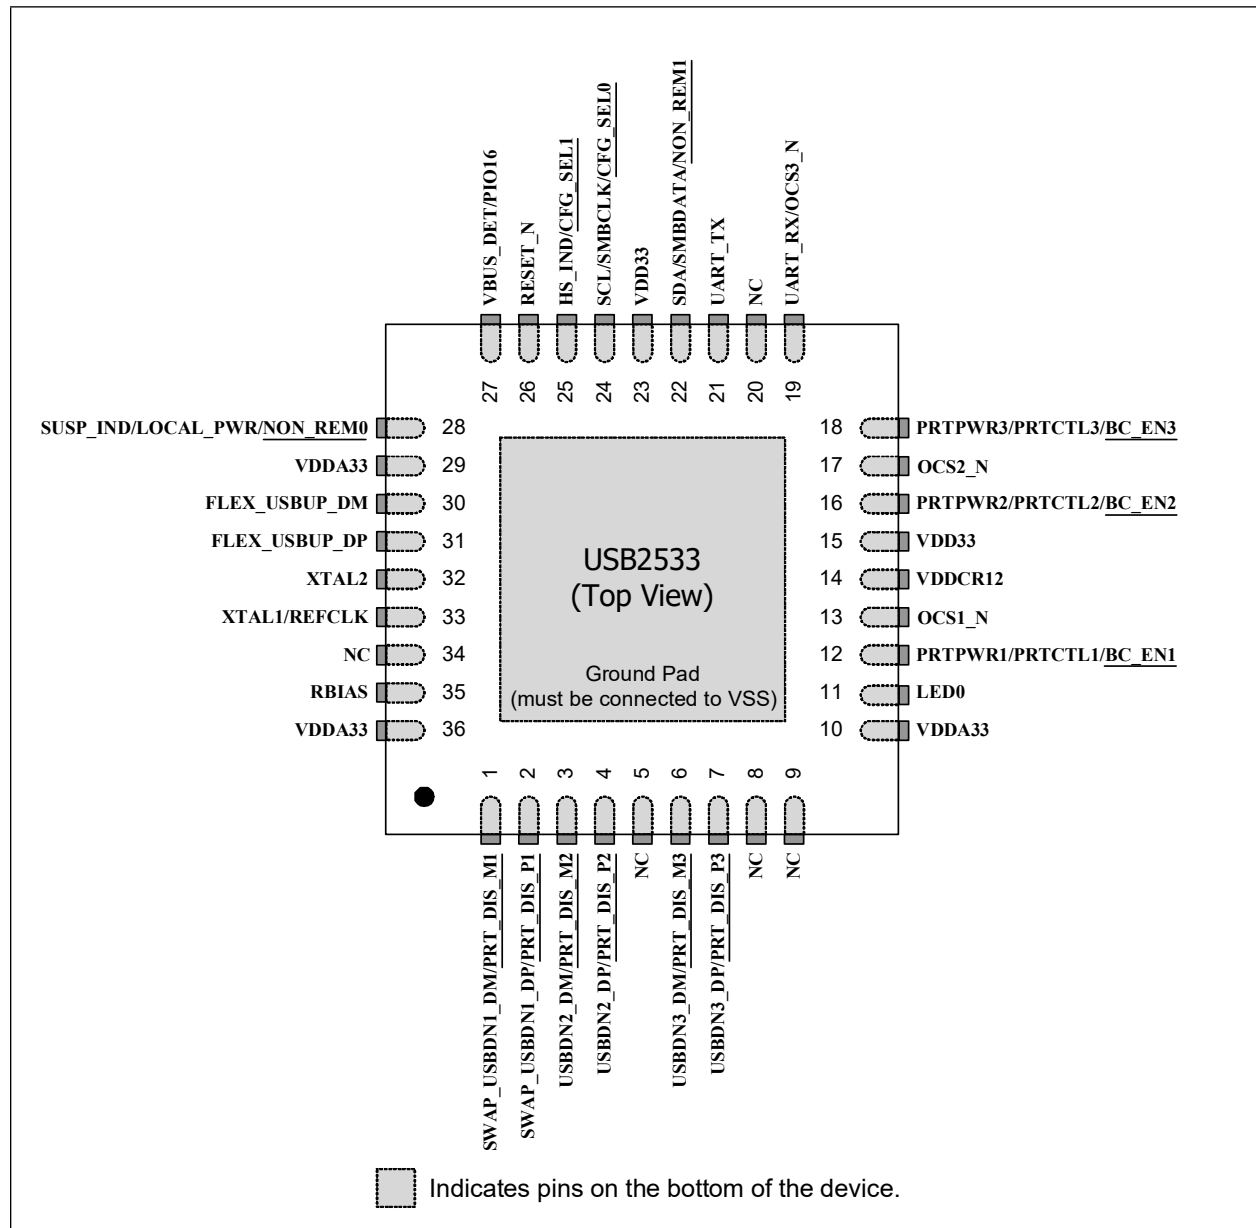 VBUS_DET/PIO16
RESET_N
HS_IND/CFG_SEL1
SCL/SMBCLK/CFG_SEL0
VDD33
SDA/SMBDATA/NON_REM1
UART_TX
NC
UART_RX/OCS3_N
27
26
25
24
23
22
21
20
19
SUSP_IND/LOCAL_PWR/NON_REM0 28
VDDA33 29
FLEX_USBUP_DM 30
FLEX_USBUP_DP 31
XTAL2 32
XTAL1/REFCLK 33
NC 34
RBIAS 35
VDDA33 36
USB2533
(Top View)
Ground Pad
(must be connected to VSS)
18 PRTPWR3/PRTCTL3/BC_EN3
17 OCS2_N
16 PRTPWR2/PRTCTL2/BC_EN2
15 VDD33
14 VDDCR12
13 OCS1_N
12 PRTPWR1/PRTCTL1/BC_EN1
11 LED0
10 VDDA33
1
2
3
4
5
6
7
8
9
SWAP_USBDN1_DM/PRT_DIS_M1
SWAP_USBDN1_DP/PRT_DIS_P1
USBDN2_DM/PRT_DIS_M2
USBDN2_DP/PRT_DIS_P2
NC
USBDN3_DM/PRT_DIS_M3
USBDN3_DP/PRT_DIS_P3
NC
NC
Indicates pins on the bottom of the device.